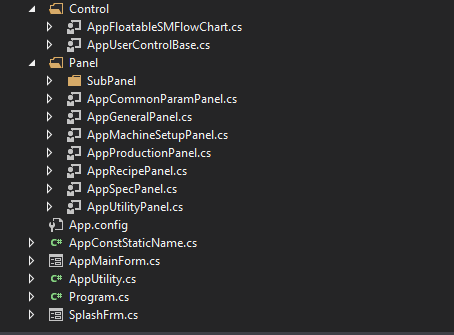 Control
AppFloatableSMFlowChart.cs
AppUserControlBase.cs
Panel
SubPanel
AppCommonParamPanel.cs
AppGeneralPanel.cs
AppMachineSetupPanel.cs
AppProductionPanel.cs
AppRecipePanel.cs
AppSpecPanel.cs
AppUtilityPanel.cs
App.config
C# AppConstStaticName.cs
AppMainForm.cs
C# AppUtility.cs
C# Program.cs
SplashFrm.cs